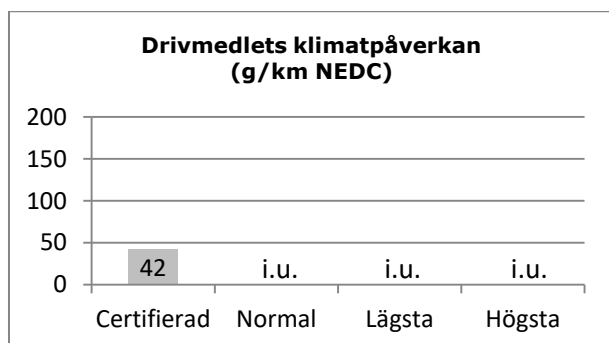 Drivmedlets klimatpåverkan
(g/km NEDC)
200
150
100
50
0
42 i.u. i.u. i.u.
Certifierad Normal Lägsta Högsta